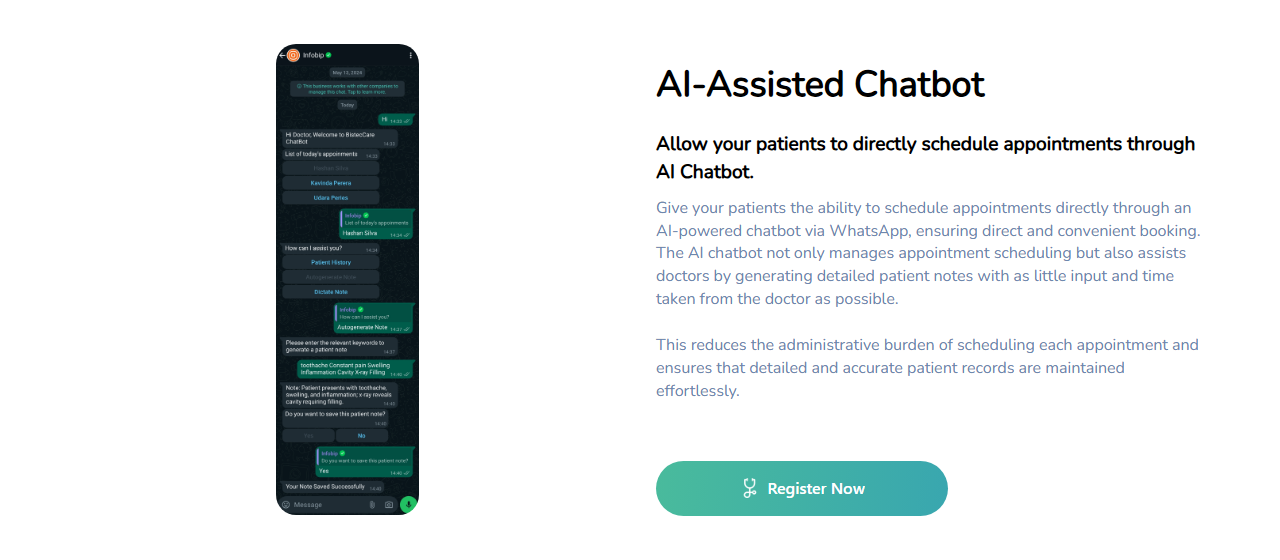 Infobip
May 13, 2024
This business works with other companies to
manage this chat. Tap to learn more.
Today
Hi 14:33
Hi Doctor, Welcome to BistecCare
ChatBot 14:33
List of today's appoinments 14:33
Hashan Silva
Kavinda Perera
Udara Peries
Infobip
List of today's appoinments
Hashan Silva 14:34
How can I assist you? 14:34
Patient History
Autogenerate Note
Dictate Note
Infobip
How can I assist you?
Autogenerate Note 14:37
Please enter the relevant keywords to
generate a patient note 14:37
toothache Constant pain Swelling
Inflammation Cavity X-ray Filling 14:40
Note: Patient presents with toothache,
swelling, and inflammation; x-ray reveals
cavity requiring filling.
Do you want to save this patient note?
14:40
Yes
No
Infobip
Do you want to save this patient note?
Yes 14:40
Your Note Saved Successfully 14:40
Message
AI-Assisted Chatbot
Allow your patients to directly schedule appointments through
AI Chatbot.
Give your patients the ability to schedule appointments directly through an
AI-powered chatbot via WhatsApp, ensuring direct and convenient booking.
The AI chatbot not only manages appointment scheduling but also assists
doctors by generating detailed patient notes with as little input and time
taken from the doctor as possible.
This reduces the administrative burden of scheduling each appointment and
ensures that detailed and accurate patient records are maintained
effortlessly.
Register Now